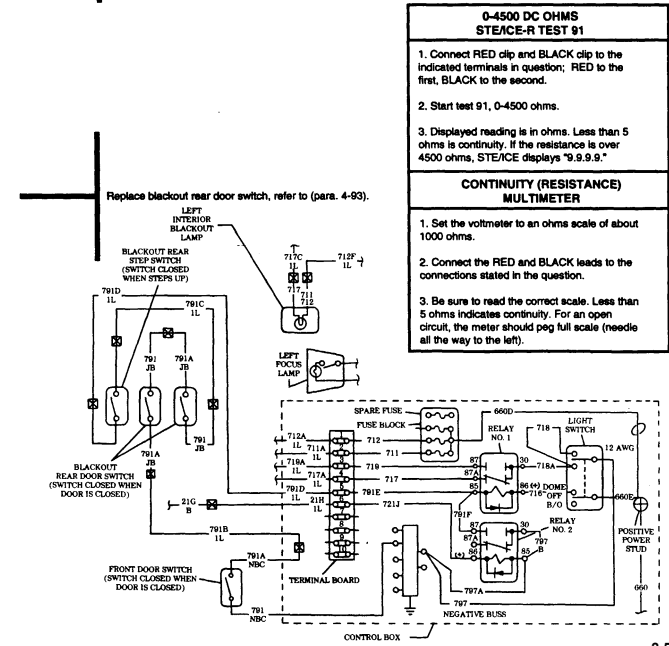 0-4500 DC OHMS
STE/ICE-R TEST 91
1. Connect RED clip and BLACK clip to the
indicated terminals in question; RED to the
first, BLACK to the second.
2. Start test 91, 0-4500 ohms.
3. Displayed reading is in ohms. Less than 5
ohms is continuity. If the resistance is over
4500 ohms, STE/ICE displays "9.9.9.9."
CONTINUITY (RESISTANCE)
MULTIMETER
1. Set the voltmeter to an ohms scale of about
1000 ohms.
2. Connect the RED and BLACK leads to the
connections stated in the question.
3. Be sure to read the correct scale. Less than
5 ohms indicates continuity. For an open
circuit, the meter should peg full scale (needle
all the way to the left).
Replace blackout rear door switch, refer to (para. 4-93).
LEFT
INTERIOR
BLACKOUT
LAMP
BLACKOUT REAR
STEP SWITCH
(SWITCH CLOSED
WHEN STEPS UP)
717C
1L
712F
1L
717
711
712
791D
1L
791C
1L
791
JB
791A
JB
LEFT
FOCUS
LAMP
791A
JB
791
JB
BLACKOUT
REAR DOOR SWITCH
(SWITCH CLOSED WHEN
DOOR IS CLOSED)
SPARE FUSE
FUSE BLOCK
660D
RELAY
NO. 1
718
LIGHT
SWITCH
12 AWG
712A
1L
711A
1L
719A
1L
717A
1L
791D
1L
21H
1L
21G
B
1
2
3
4
5
6
7
8
9
10
712
711
719
717
791E
721J
87
87A
85
30
718A
86 (+)
716
DOME
OFF
B/O
660E
791F
87
87A
(+) 86
30
85
RELAY
NO. 2
797
B
POSITIVE
POWER
STUD
660
791B
1L
791A
NBC
FRONT DOOR SWITCH
(SWITCH CLOSED WHEN
DOOR IS CLOSED)
TERMINAL BOARD
797A
797
NEGATIVE BUSS
791
NBC
CONTROL BOX